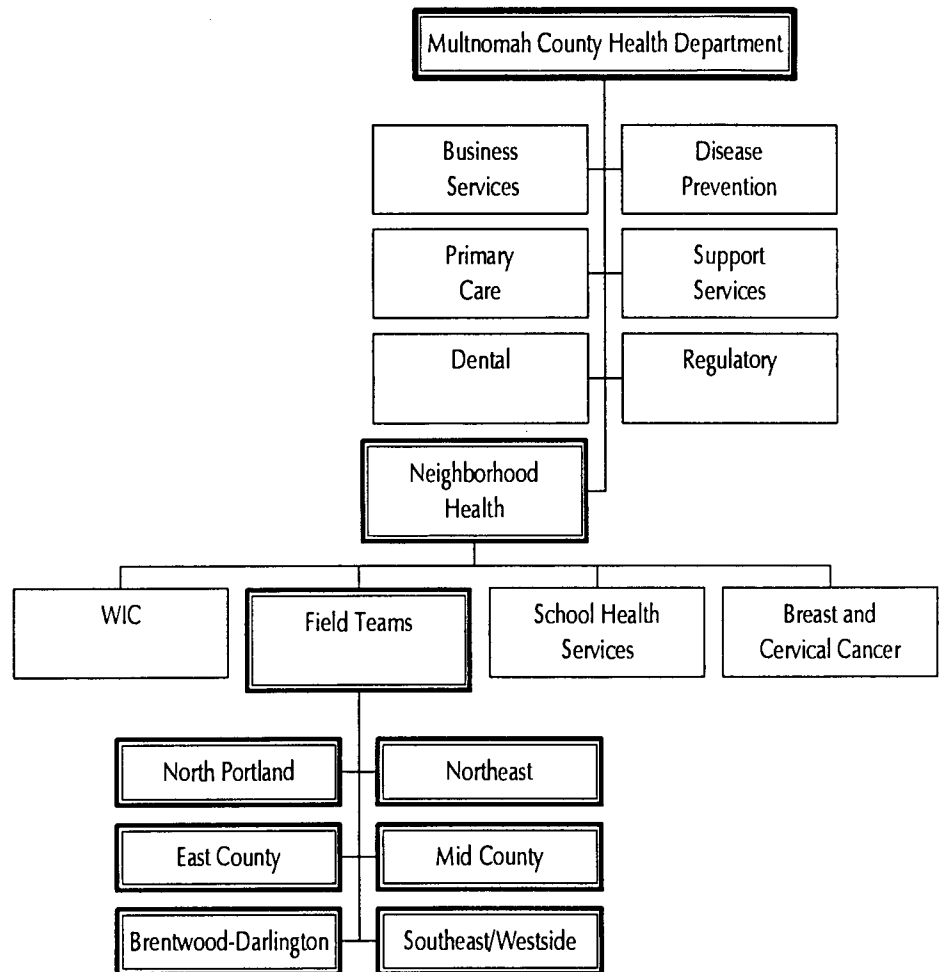 Multnomah County Health Department
Business
Services
Disease
Prevention
Primary
Care
Support
Services
Dental
Regulatory
Neighborhood
Health
WIC
Field Teams
School Health
Services
Breast and
Cervical Cancer
North Portland
Northeast
East County
Mid County
Brentwood-Darlington
Southeast/Westside